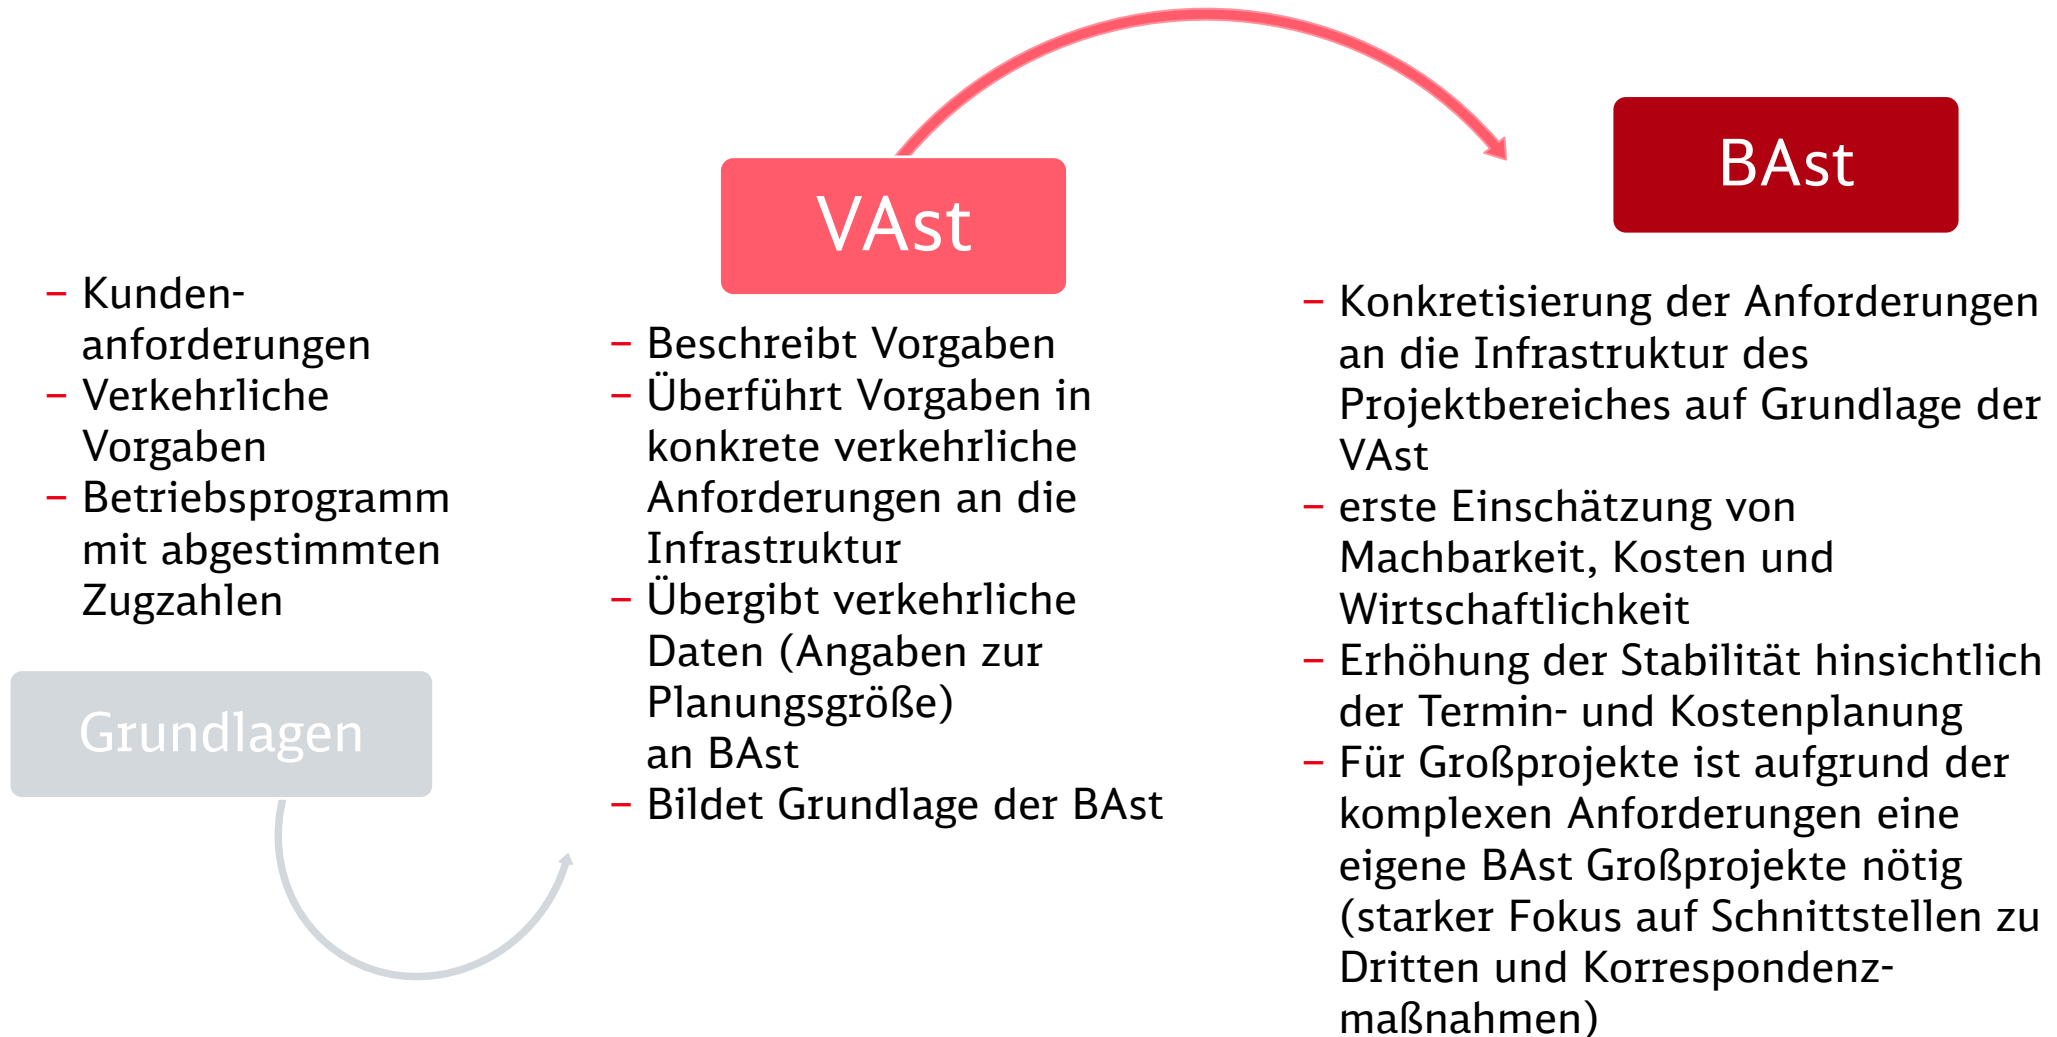 – Kunden-
anforderungen
– Verkehrliche
Vorgaben
– Betriebsprogramm
mit abgestimmten
Zugzahlen
Grundlagen
VAst
– Beschreibt Vorgaben
– Überführt Vorgaben in
konkrete verkehrliche
Anforderungen an die
Infrastruktur
– Übergibt verkehrliche
Daten (Angaben zur
Planungsgröße)
an BAst
– Bildet Grundlage der BAst
BAst
– Konkretisierung der Anforderungen
an die Infrastruktur des
Projektbereiches auf Grundlage der
VAst
– erste Einschätzung von
Machbarkeit, Kosten und
Wirtschaftlichkeit
– Erhöhung der Stabilität hinsichtlich
der Termin- und Kostenplanung
– Für Großprojekte ist aufgrund der
komplexen Anforderungen eine
eigene BAst Großprojekte nötig
(starker Fokus auf Schnittstellen zu
Dritten und Korrespondenz-
maßnahmen)